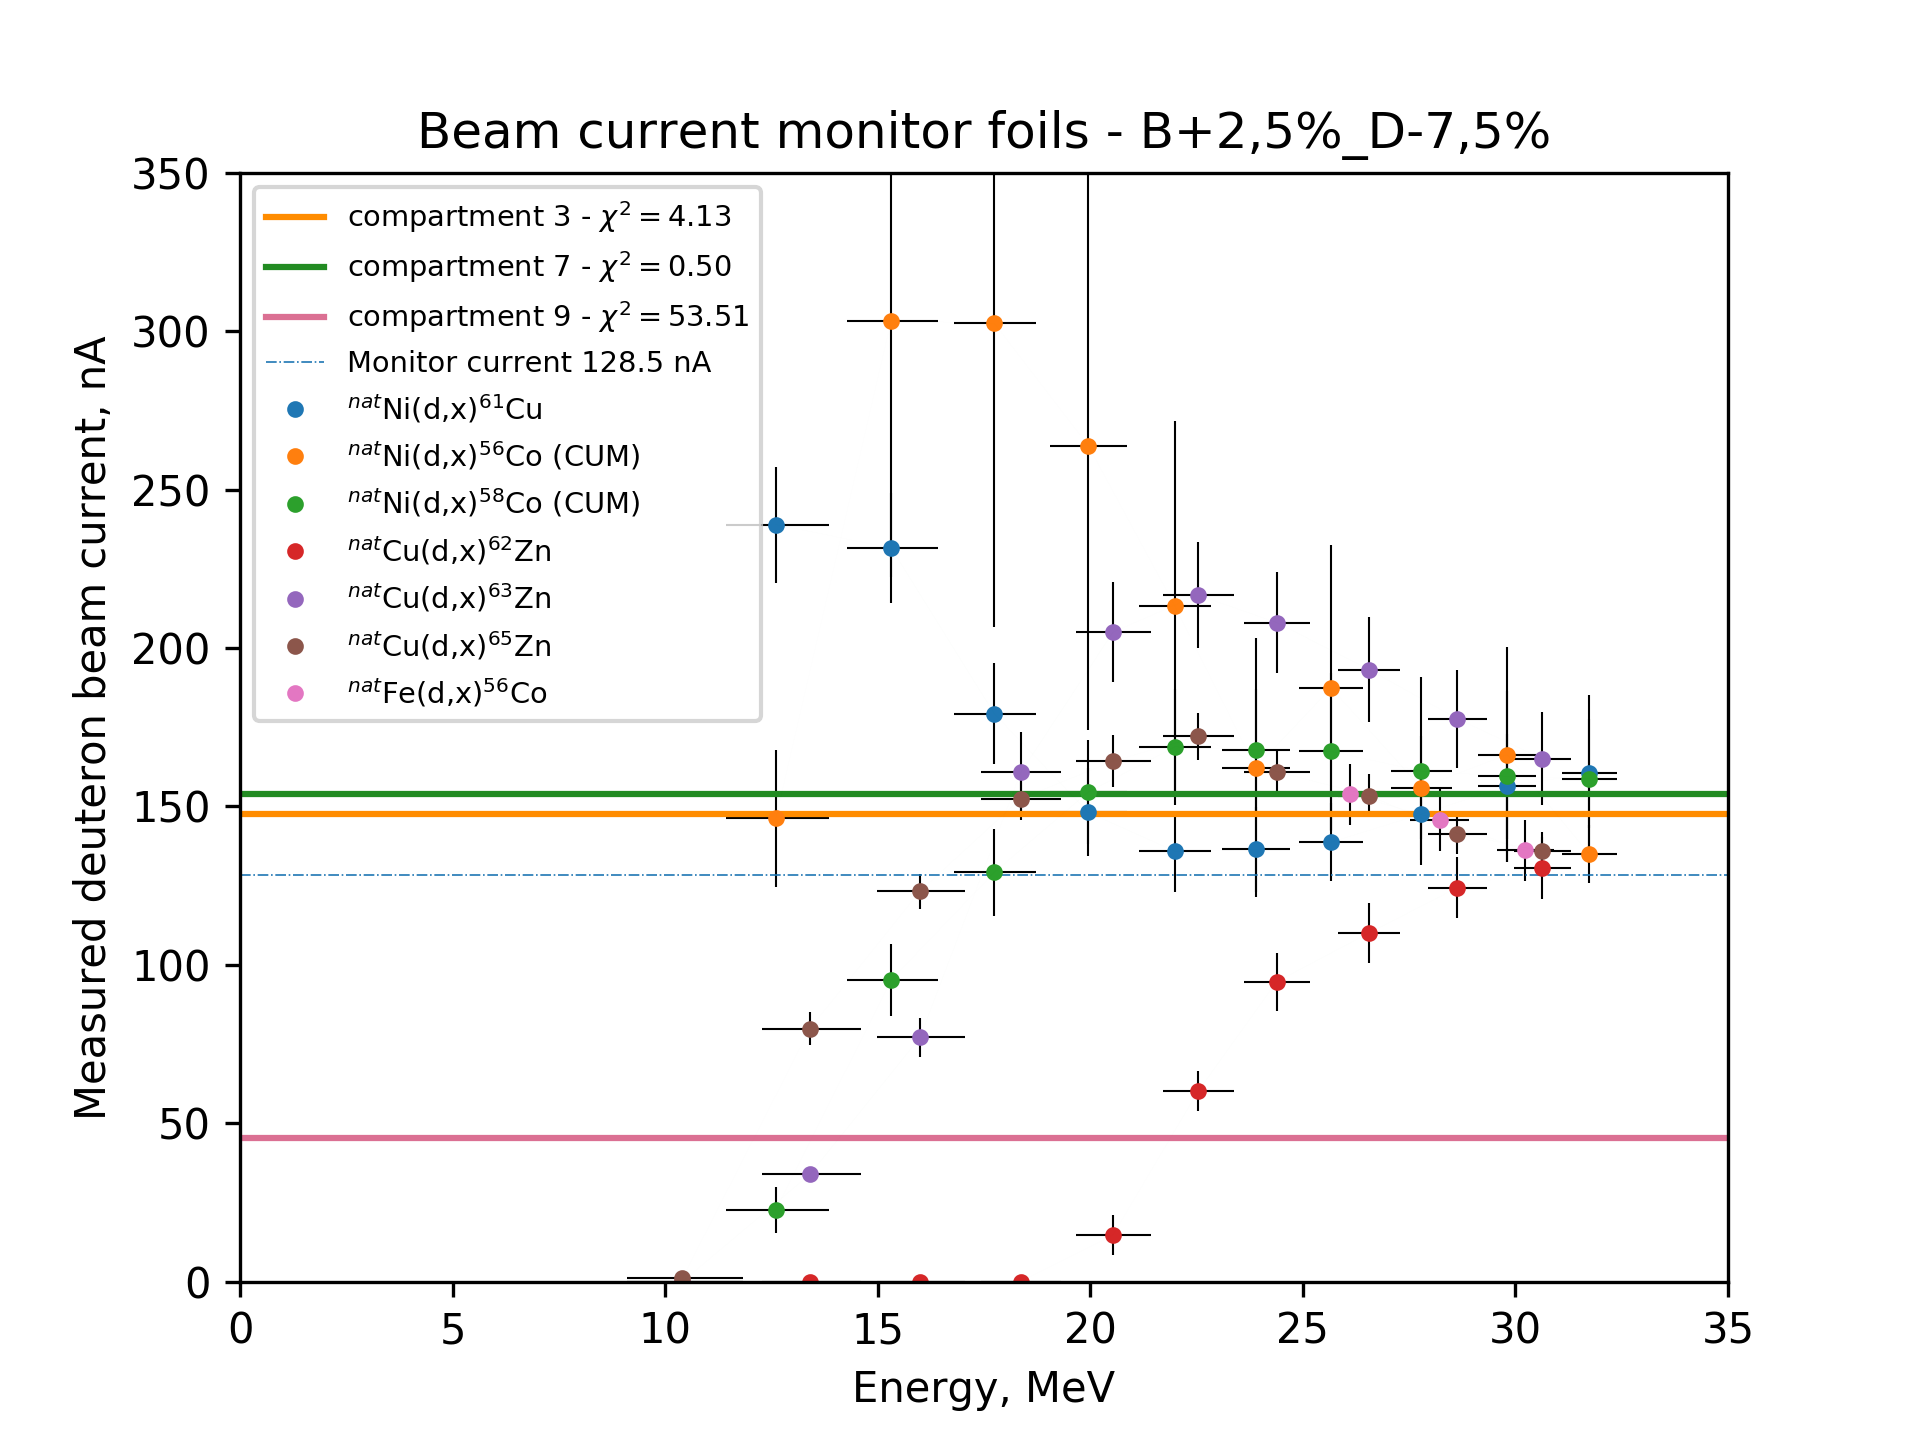 Beam current monitor foils - B+2,5%_D-7,5%
350
300
250
200
150
100
50
0
Measured deuteron beam current, nA
compartment 3 - χ² = 4.13
compartment 7 - χ² = 0.50
compartment 9 - χ² = 53.51
Monitor current 128.5 nA
ⁿᵃᵗNi(d,x)⁶¹Cu
ⁿᵃᵗNi(d,x)⁵⁶Co (CUM)
ⁿᵃᵗNi(d,x)⁵⁸Co (CUM)
ⁿᵃᵗCu(d,x)⁶²Zn
ⁿᵃᵗCu(d,x)⁶³Zn
ⁿᵃᵗCu(d,x)⁶⁵Zn
ⁿᵃᵗFe(d,x)⁵⁶Co
0 5 10 15 20 25 30 35
Energy, MeV